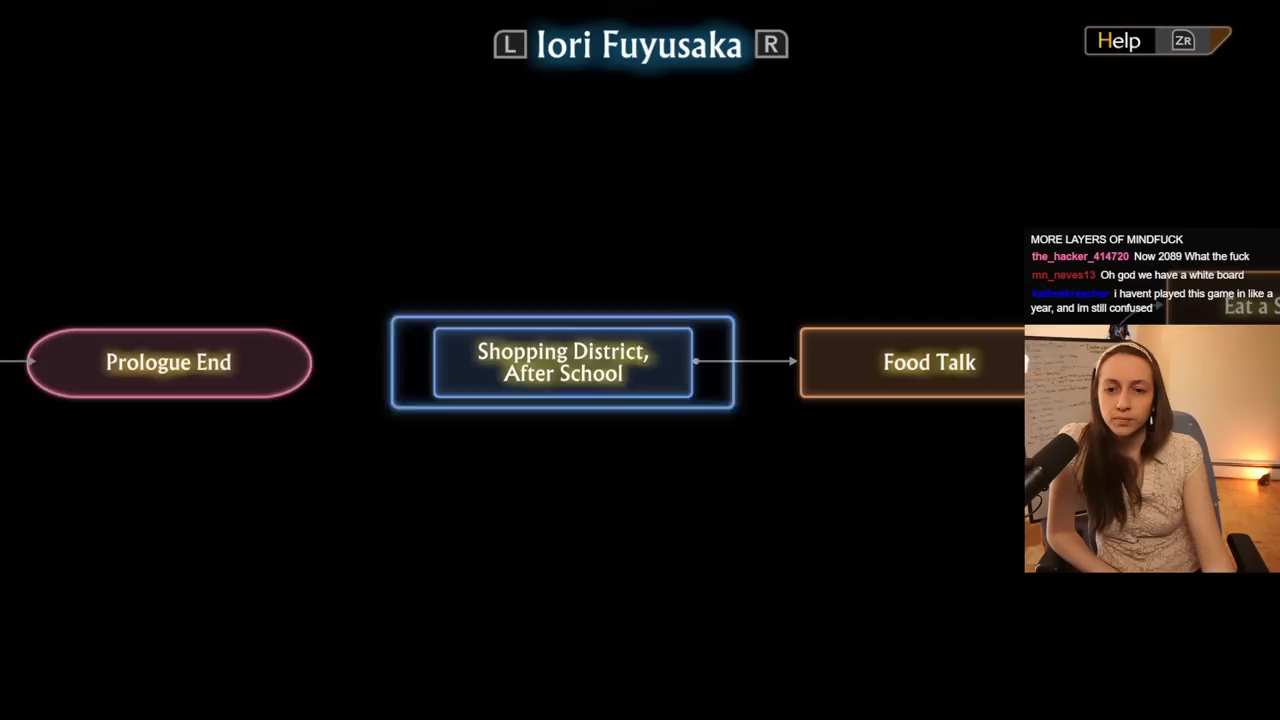 L Iori Fuyusaka R
Help ZR
Prologue End
Shopping District,
After School
Food Talk
Eat a S
MORE LAYERS OF MINDFUCK
the_hacker_414720 Now 2089 What the fuck
mn_neves13 Oh god we have a white board
i havent played this game in like a
year, and im still confused